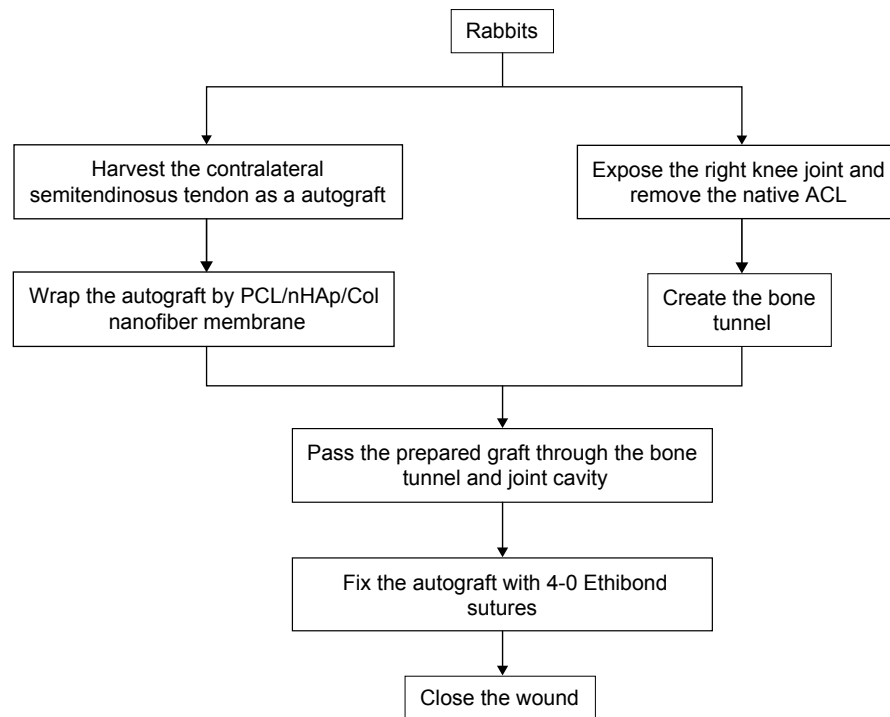 Rabbits
Harvest the contralateral
semitendinosus tendon as a autograft
Expose the right knee joint and
remove the native ACL
Wrap the autograft by PCL/nHAp/Col
nanofiber membrane
Create the bone
tunnel
Pass the prepared graft through the bone
tunnel and joint cavity
Fix the autograft with 4-0 Ethibond
sutures
Close the wound